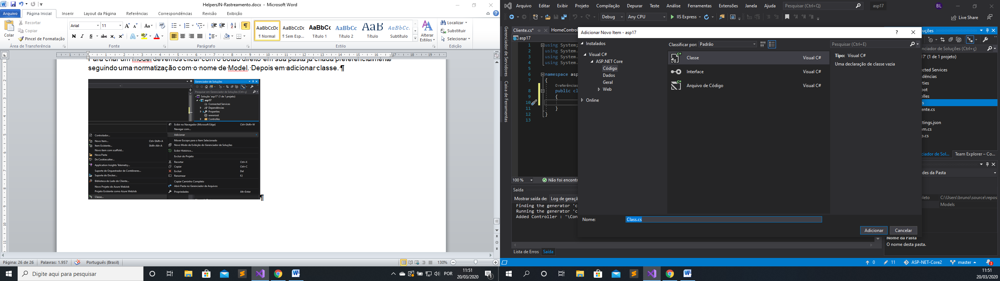 HelpersJN-Rastreamento.docx - Microsoft Word
Arquivo Página Inicial Inserir Layout da Página Referências Correspondências Revisão Exibição
Colar
Recortar
Copiar
Pincel de Formatação
Área de Transferência
Arial 11
N I S abc x₂ x² A ab A
Fonte
Parágrafo
AaBbCcDc AaBbCcDc AaBbCc AaBbCc AaB AaBbCc.
¶ Normal ¶ Sem Esp... Título 1 Título 2 Título Subtítulo
Alterar Estilos
Estilo
Localizar
Substituir
Selecionar
Edição
Para criar um model devemos clicar com o botão direito em sua pasta já criada preferencialmente
seguindo·uma·normatização·com·o·nome·de·Model.·Depois·em·adicionar·classe.·¶
Gerenciador de Soluções
Pesquisar em Gerenciador de Soluções (Ctrl+ç)
Solução 'asp17' (1 de 1 projeto)
asp17
Connected Services
Dependências
Properties
wwwroot
Controlles
Exibir no Navegador (Microsoft Edge) Ctrl+Shift+W
Navegar com...
Adicionar
Mover Escopo para o Item Selecionado
Novo Modo de Exibição do Gerenciador de Soluções
Exibir Histórico...
Excluir do Projeto
Recortar Ctrl+X
Copiar Ctrl+C
Excluir Del
Renomear F2
Copiar Caminho Completo
Abrir Pasta no Gerenciador de Arquivos
Propriedades Alt+Enter
Controlador...
Novo Item... Ctrl+Shift+A
Item Existente... Shift+Alt+A
Novo item com scaffold...
Nova Pasta
De Cookiecutter...
Application Insights Telemetry...
Suporte de Orquestrador de Contêineres...
Suporte do Docker...
Biblioteca do Lado do Cliente...
Novo Projeto do Azure WebJob
Projeto Existente como Azure WebJob
Classe...
¶
Página: 26 de 26 Palavras: 1.957 Português (Brasil) 130%
Digite aqui para pesquisar
POR
11:51
20/03/2020
1
Arquivo Editar Exibir Projeto Compilação Depurar Teste Análise Ferramentas Extensões Janela Ajuda Pesquisar (Ctrl+Q) asp17 BL
Debug Any CPU IIS Express Live Share
Gerenciador de Servidores
Caixa de Ferramentas
Cliente.cs* HomeControl
asp17
1 using System;
2 using System.
3 using System.
4 using System.
5
6 namespace asp
7 {
0 referências
8 public cl
9 {
10
11 }
12 }
13
100 % Não foi encontr
Saída
Mostrar saída de: Log de geração
Finding the generator 'c
Running the generator 'c
Added Controller : '\Con
Lista de Erros Saída
Adicionar Novo Item - asp17 ?
Instalados
Visual C#
ASP.NET Core
Código
Dados
Geral
Web
Online
Classificar por: Padrão
Classe Visual C#
Interface Visual C#
Arquivo de Código Visual C#
Pesquisar (Ctrl+E)
Tipo: Visual C#
Uma declaração de classe vazia
Nome: Class.cs
Adicionar Cancelar
uções
nciador de Soluções (Ctrl+ç)
17' (1 de 1 projeto)
cted Services
dências
rties
ot
olles
s
ente.cs
ttings.json
m.cs
p.cs
ciador de Sol... Team Explorer – Co...
des da Pasta
leto C:\Users\bruno\source\repos
Models
Nome da Pasta
O nome desta pasta.
0 11 ASP-NET-Core2 master 3
11:51
20/03/2020